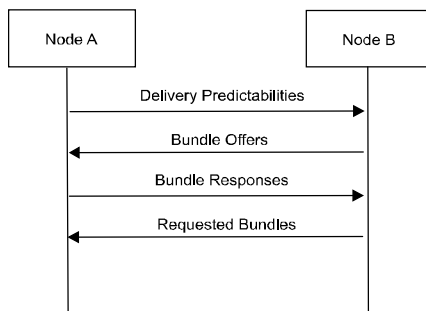 Node A
Node B
Delivery Predictabilities
Bundle Offers
Bundle Responses
Requested Bundles